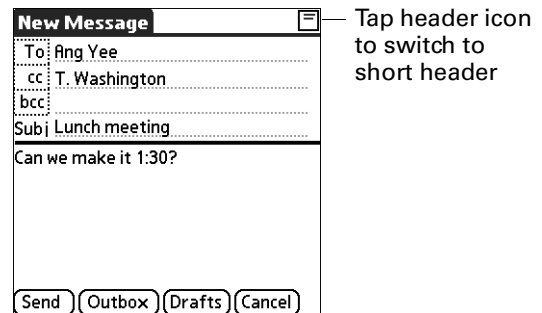 New Message
Tap header icon
to switch to
short header
To: Ang Yee
cc: T. Washington
bcc:
Subj Lunch meeting
Can we make it 1:30?
Send Outbox Drafts Cancel